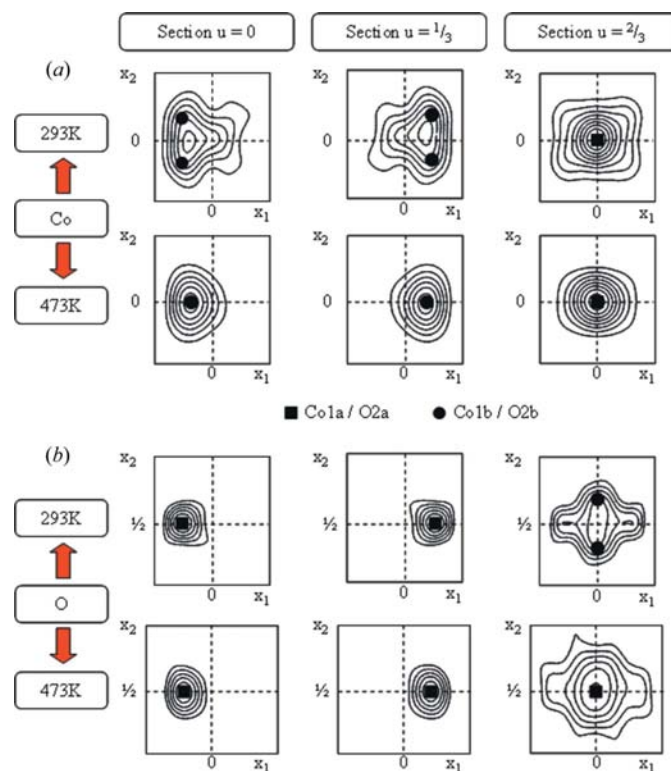 Section u = 0 Section u = 1/3 Section u = 2/3
(a)
x2 x2 x2
293K
0 0 0
0 x1 0 x1 0 x1
Co
x2 x2 x2
473K
0 0 0
0 x1 0 x1 0 x1
Co1a / O2a Co1b / O2b
(b)
x2 x2 x2
293K
½ ½ ½
0 x1 0 x1 0 x1
O
x2 x2 x2
473K
½ ½ ½
0 x1 0 x1 0 x1